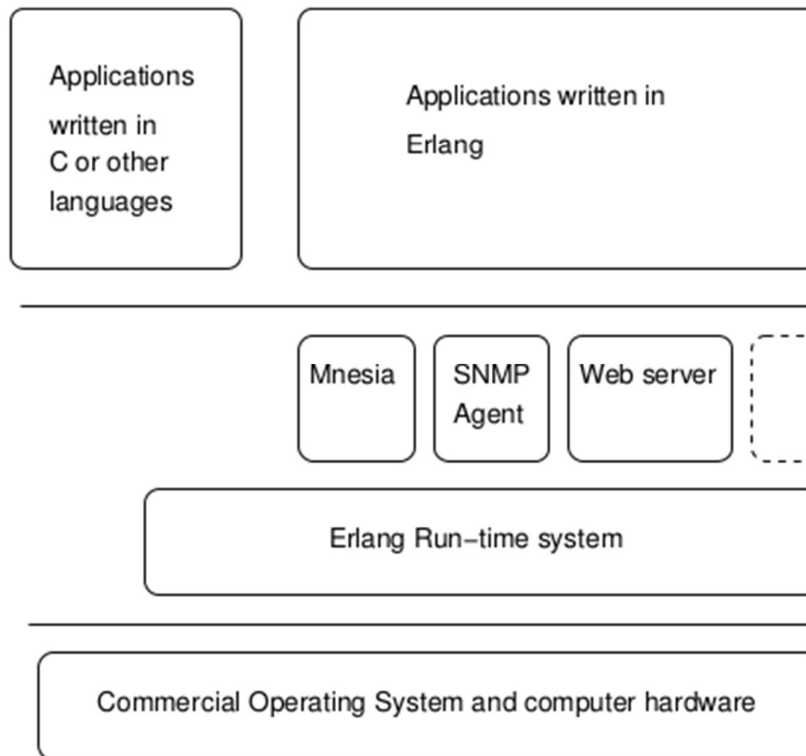 Applications
written in
C or other
languages
Applications written in
Erlang
Mnesia
SNMP
Agent
Web server
Erlang Run−time system
Commercial Operating System and computer hardware